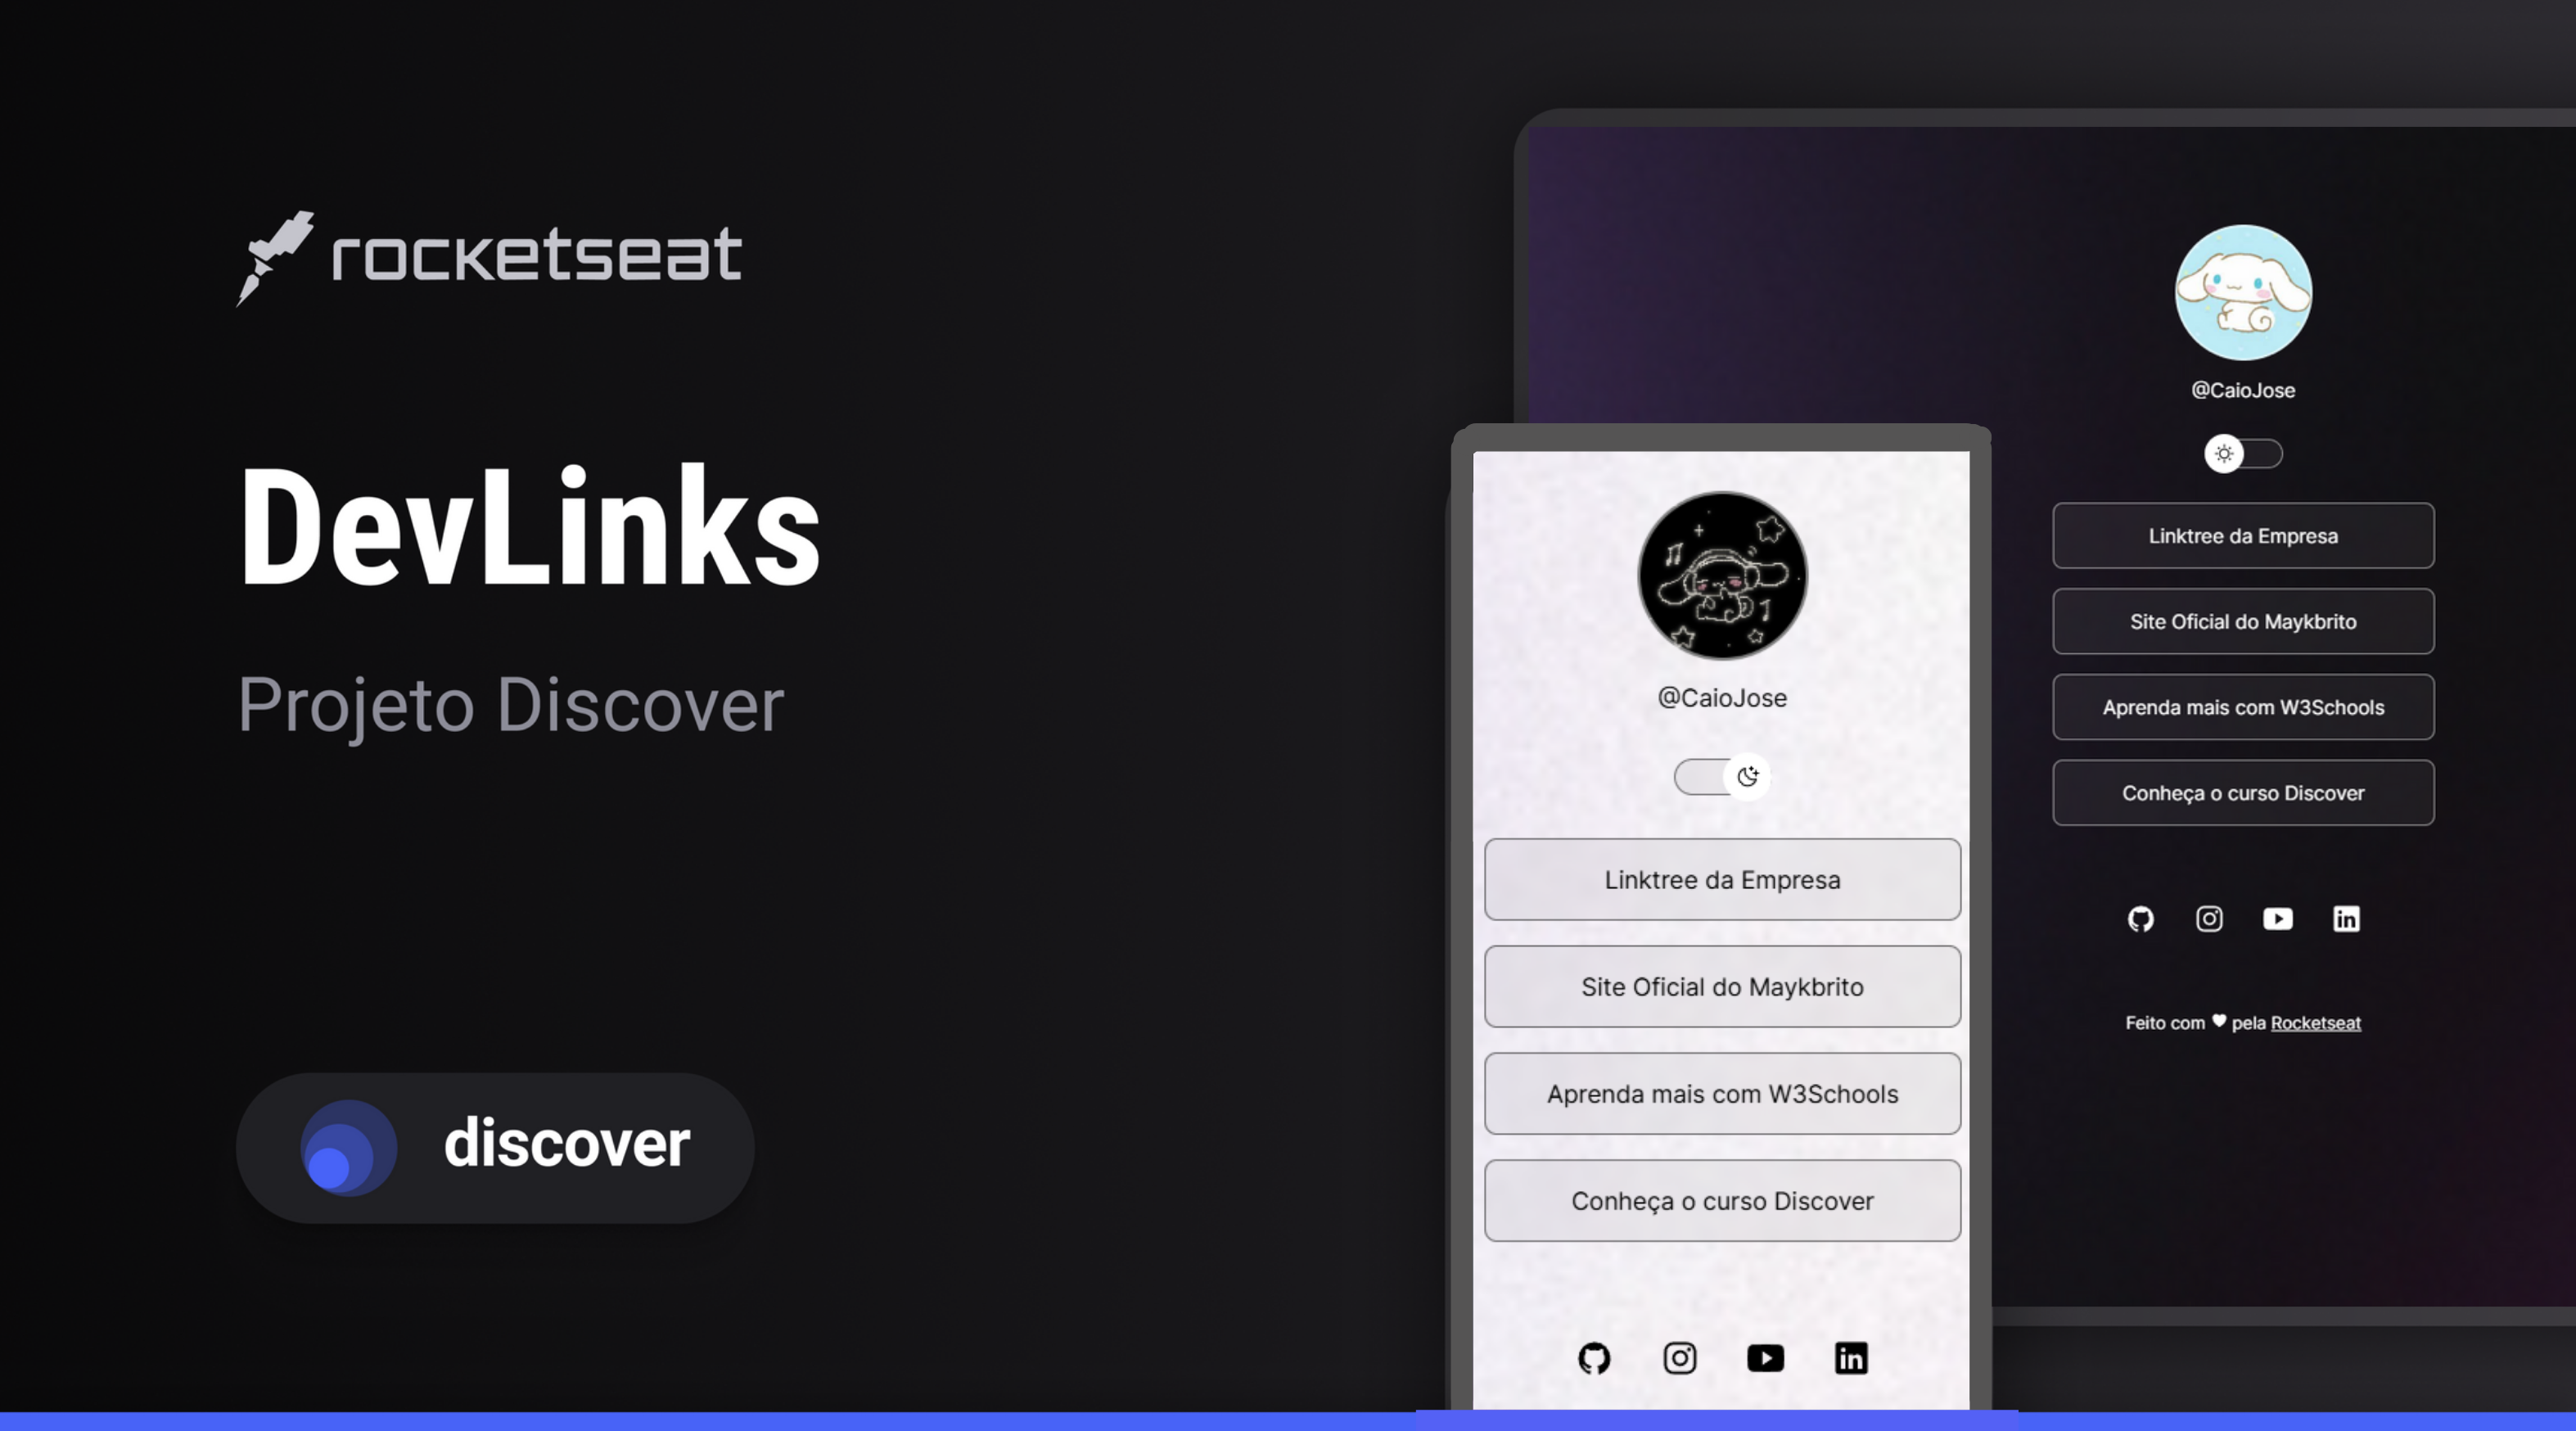 rocketseat
DevLinks
Projeto Discover
discover
@CaioJose
Linktree da Empresa
Site Oficial do Maykbrito
Aprenda mais com W3Schools
Conheça o curso Discover
in
@CaioJose
Linktree da Empresa
Site Oficial do Maykbrito
Aprenda mais com W3Schools
Conheça o curso Discover
in
Feito com ♥ pela Rocketseat